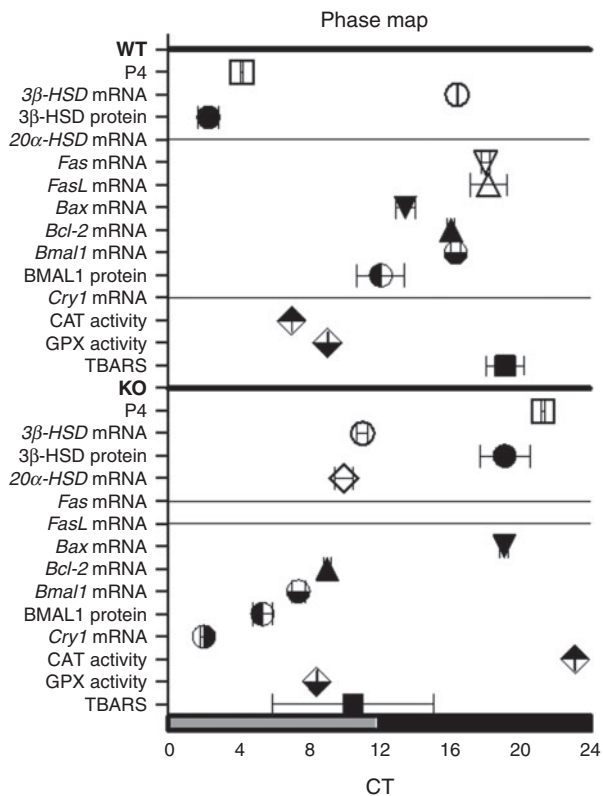 Phase map
WT
P4
3β-HSD mRNA
3β-HSD protein
20α-HSD mRNA
Fas mRNA
FasL mRNA
Bax mRNA
Bcl-2 mRNA
Bmal1 mRNA
BMAL1 protein
Cry1 mRNA
CAT activity
GPX activity
TBARS
KO
P4
3β-HSD mRNA
3β-HSD protein
20α-HSD mRNA
Fas mRNA
FasL mRNA
Bax mRNA
Bcl-2 mRNA
Bmal1 mRNA
BMAL1 protein
Cry1 mRNA
CAT activity
GPX activity
TBARS
0 4 8 12 16 20 24
CT